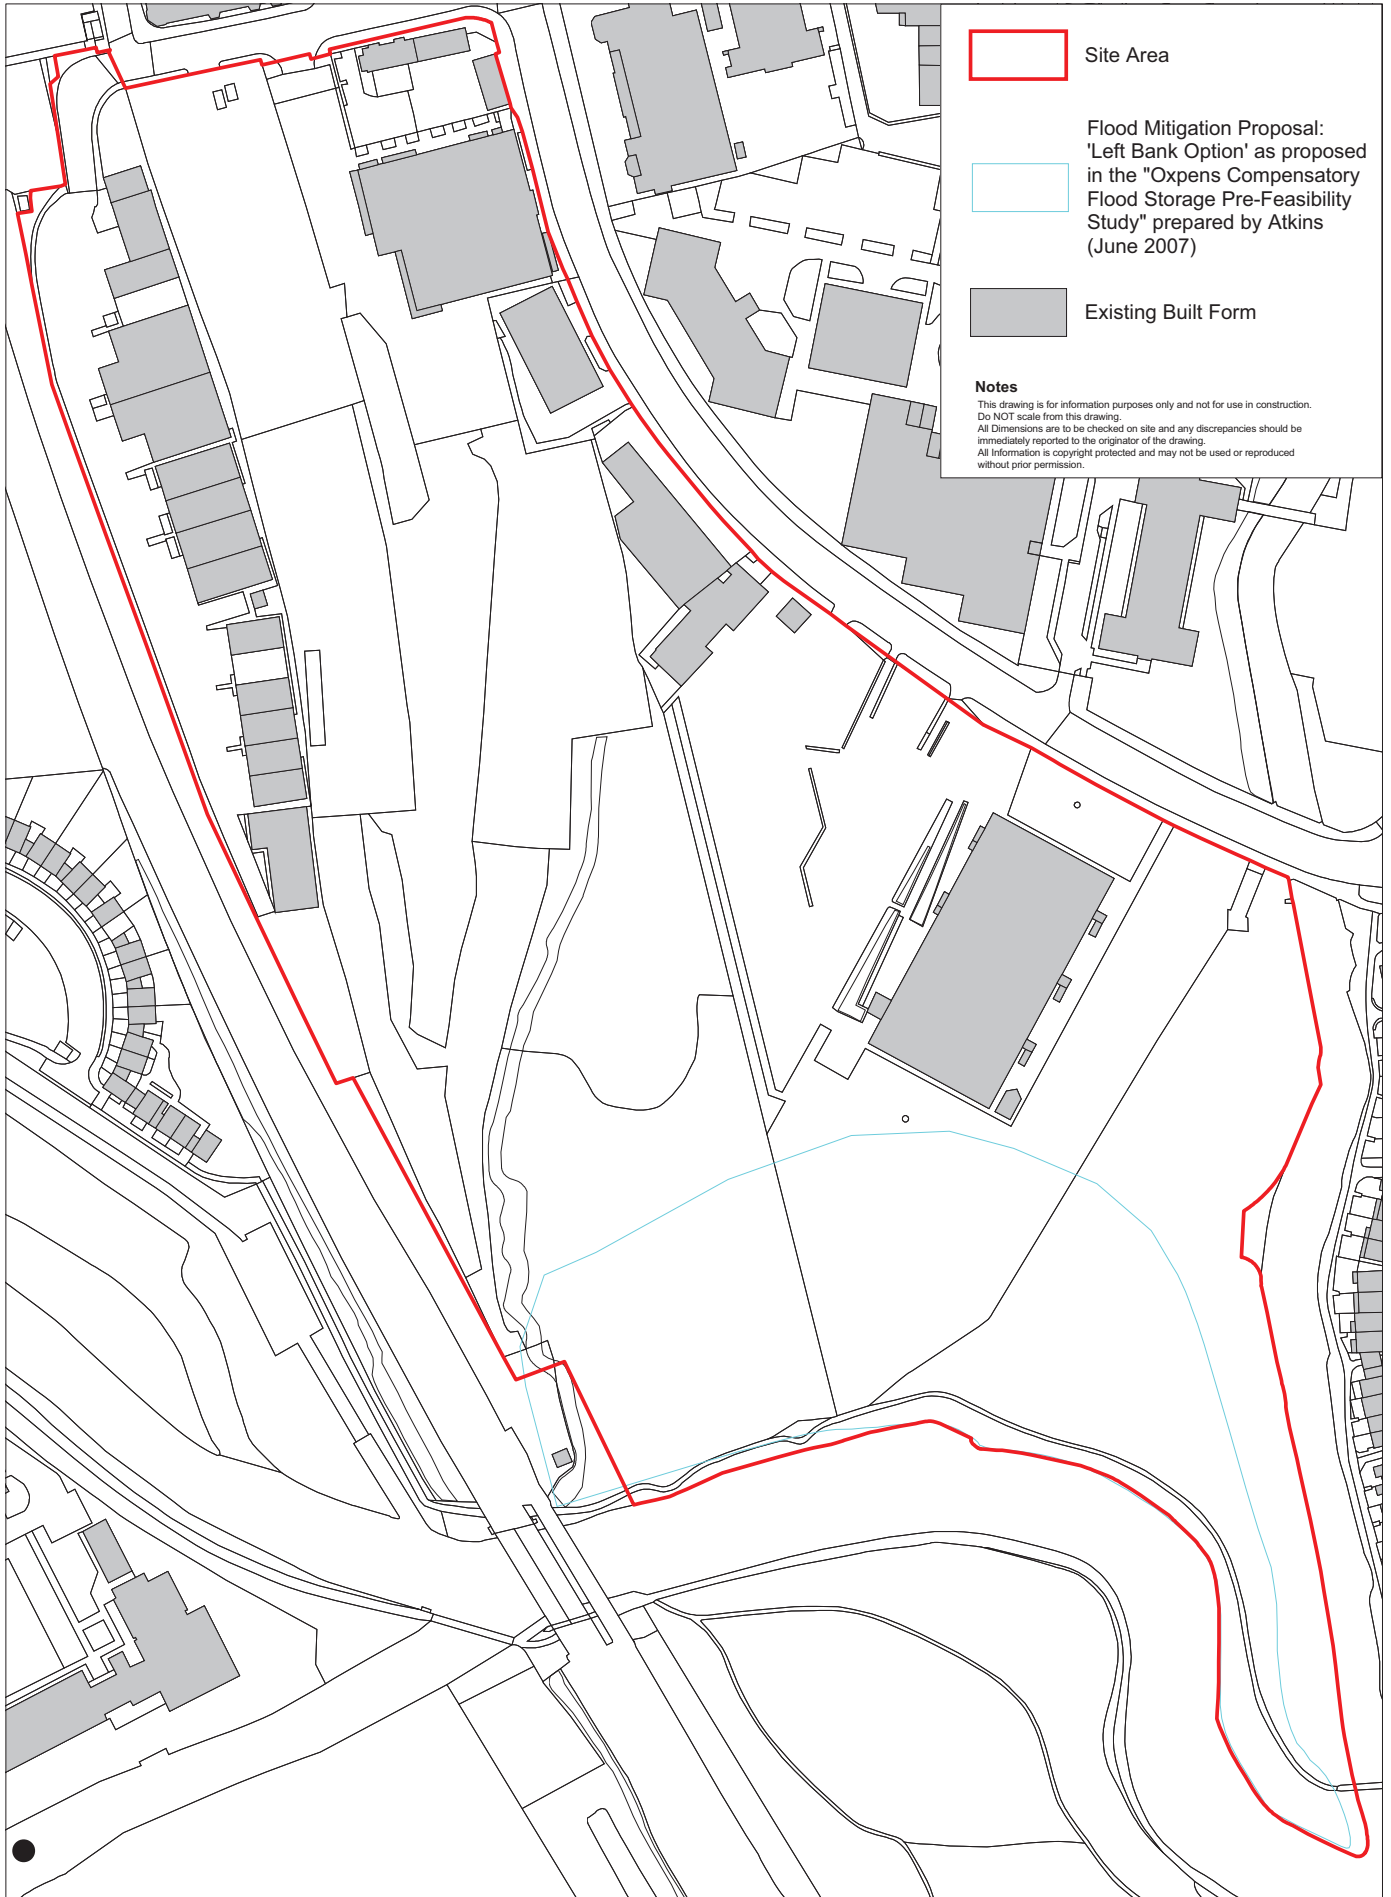 Site Area
Flood Mitigation Proposal:
'Left Bank Option' as proposed
in the "Oxpens Compensatory
Flood Storage Pre-Feasibility
Study" prepared by Atkins
(June 2007)
Existing Built Form
Notes
This drawing is for information purposes only and not for use in construction.
Do NOT scale from this drawing.
All Dimensions are to be checked on site and any discrepancies should be
immediately reported to the originator of the drawing.
All Information is copyright protected and may not be used or reproduced
without prior permission.